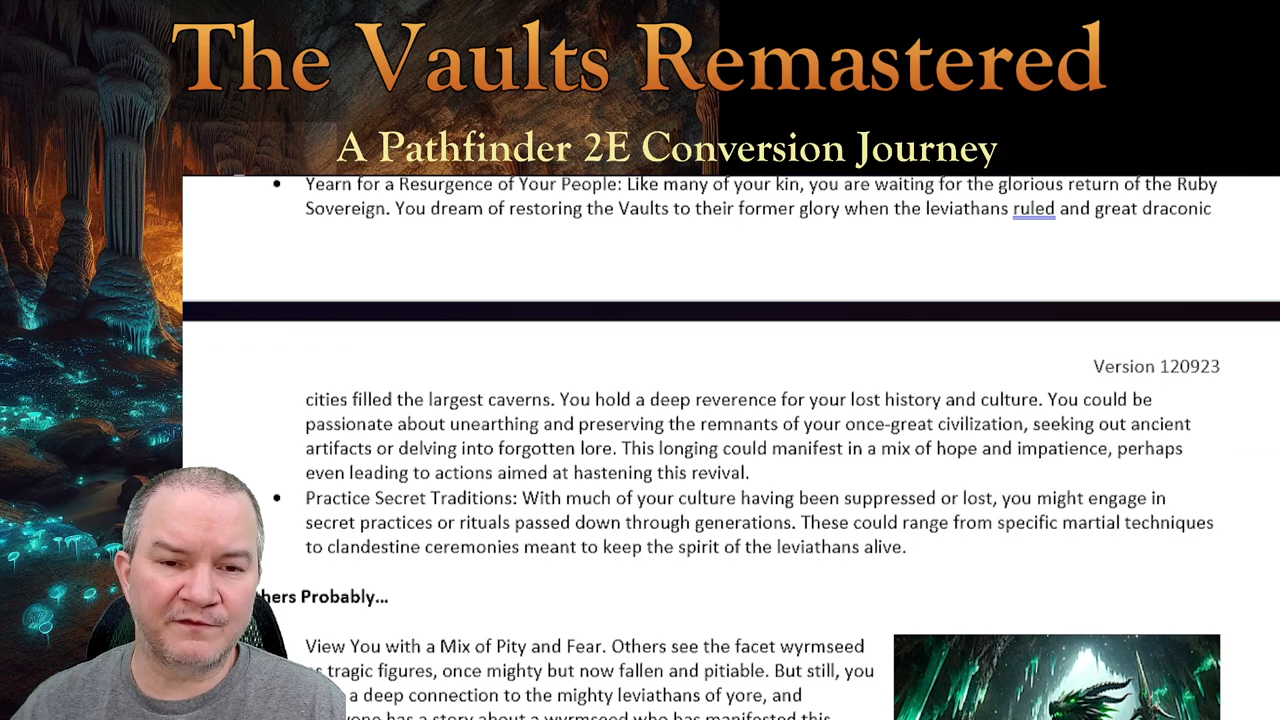 The Vaults Remastered
A Pathfinder 2E Conversion Journey
Yearn for a Resurgence of Your People: Like many of your kin, you are waiting for the glorious return of the Ruby
Sovereign. You dream of restoring the Vaults to their former glory when the leviathans ruled and great draconic
Version 120923
cities filled the largest caverns. You hold a deep reverence for your lost history and culture. You could be
passionate about unearthing and preserving the remnants of your once-great civilization, seeking out ancient
artifacts or delving into forgotten lore. This longing could manifest in a mix of hope and impatience, perhaps
even leading to actions aimed at hastening this revival.
Practice Secret Traditions: With much of your culture having been suppressed or lost, you might engage in
secret practices or rituals passed down through generations. These could range from specific martial techniques
to clandestine ceremonies meant to keep the spirit of the leviathans alive.
Probably...
View You with a Mix of Pity and Fear. Others see the facet wyrmseed
tragic figures, once mighty but now fallen and pitiable. But still, you
a deep connection to the mighty leviathans of yore, and
has a story about a wyrmseed who has manifested this